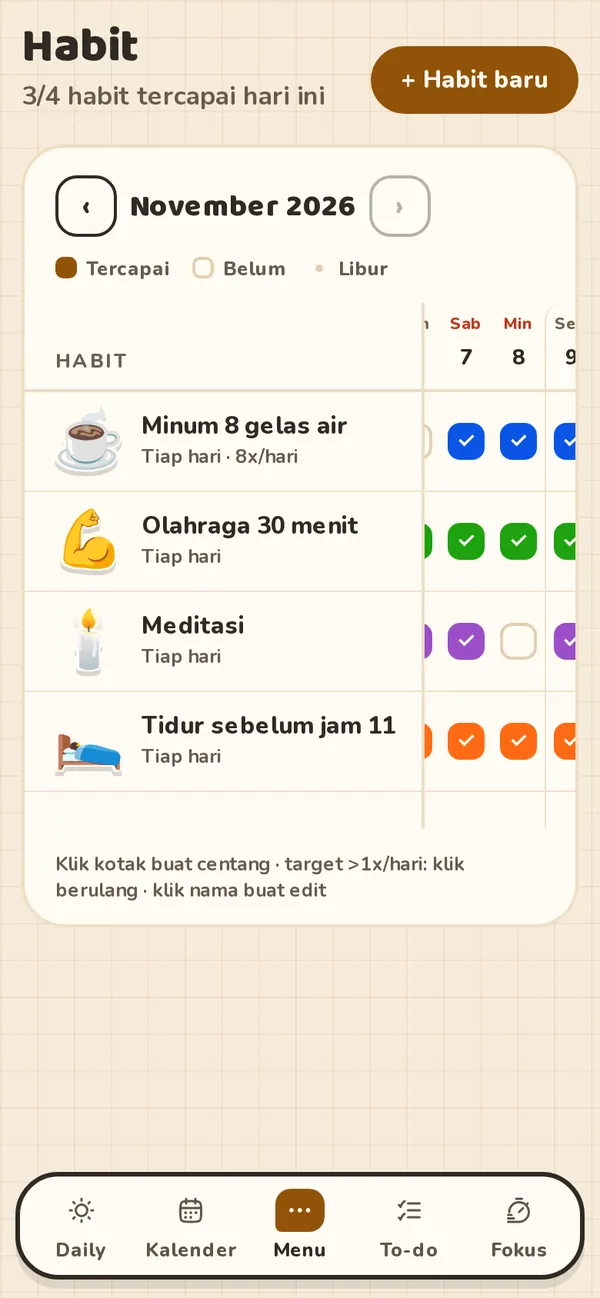 Habit
3/4 habit tercapai hari ini
+ Habit baru
‹ November 2026 ›
Tercapai Belum Libur
Sab Min
HABIT 7 8 9
Minum 8 gelas air
Tiap hari · 8x/hari
Olahraga 30 menit
Tiap hari
Meditasi
Tiap hari
Tidur sebelum jam 11
Tiap hari
Klik kotak buat centang · target >1x/hari: klik
berulang · klik nama buat edit
Daily Kalender Menu To-do Fokus